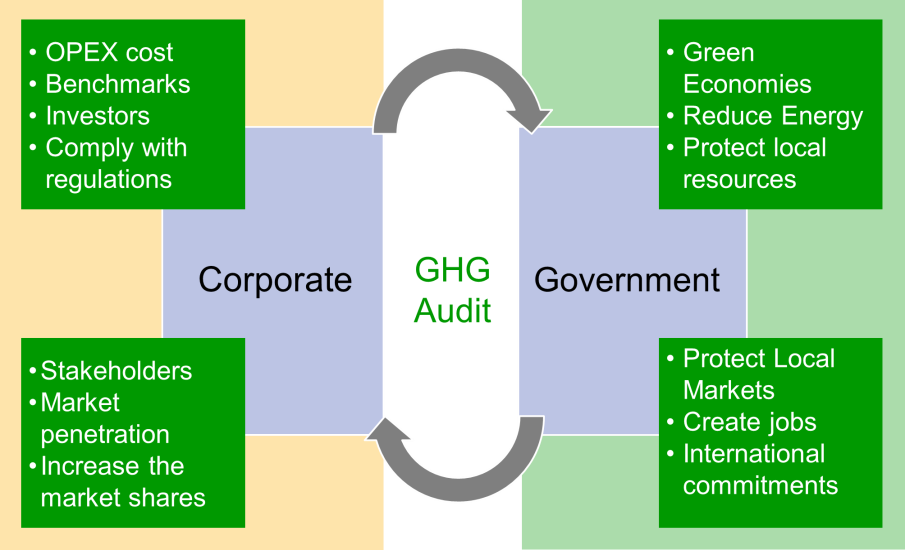 • OPEX cost
• Benchmarks
• Investors
• Comply with
regulations
• Green
Economies
• Reduce Energy
• Protect local
resources
Corporate
GHG
Audit
Government
• Stakeholders
• Market
penetration
• Increase the
market shares
• Protect Local
Markets
• Create jobs
• International
commitments